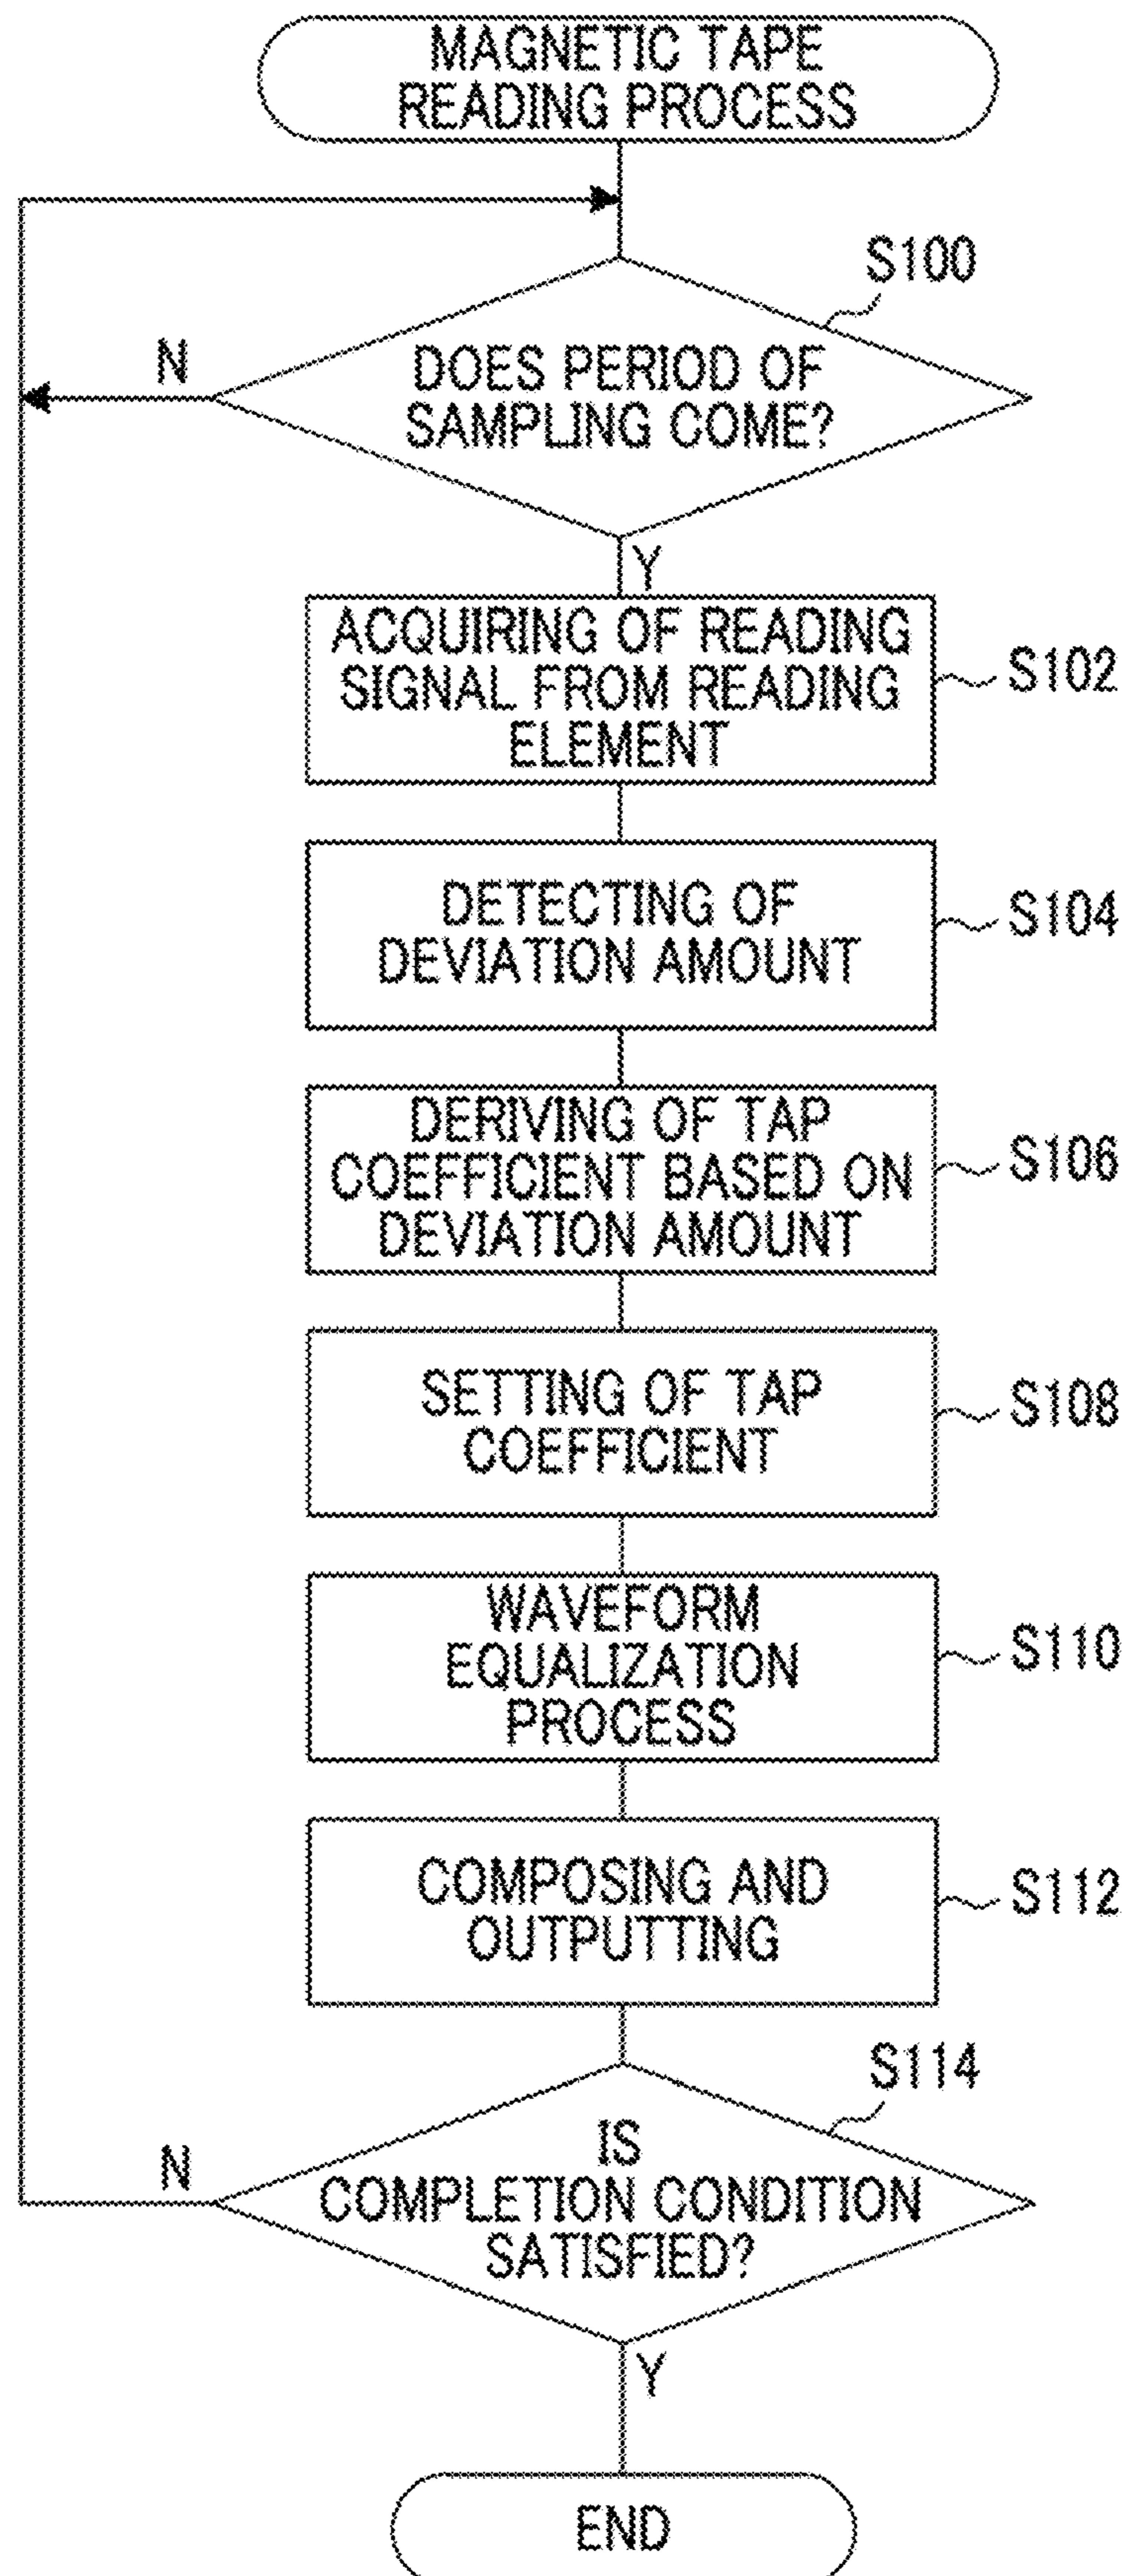 MAGNETIC TAPE
READING PROCESS
S100
DOES PERIOD OF
SAMPLING COME?
N
Y
ACQUIRING OF READING
SIGNAL FROM READING
ELEMENT
S102
DETECTING OF
DEVIATION AMOUNT
S104
DERIVING OF TAP
COEFFICIENT BASED ON
DEVIATION AMOUNT
S106
SETTING OF TAP
COEFFICIENT
S108
WAVEFORM
EQUALIZATION
PROCESS
S110
COMPOSING AND
OUTPUTTING
S112
S114
IS
COMPLETION CONDITION
SATISFIED?
N
Y
END